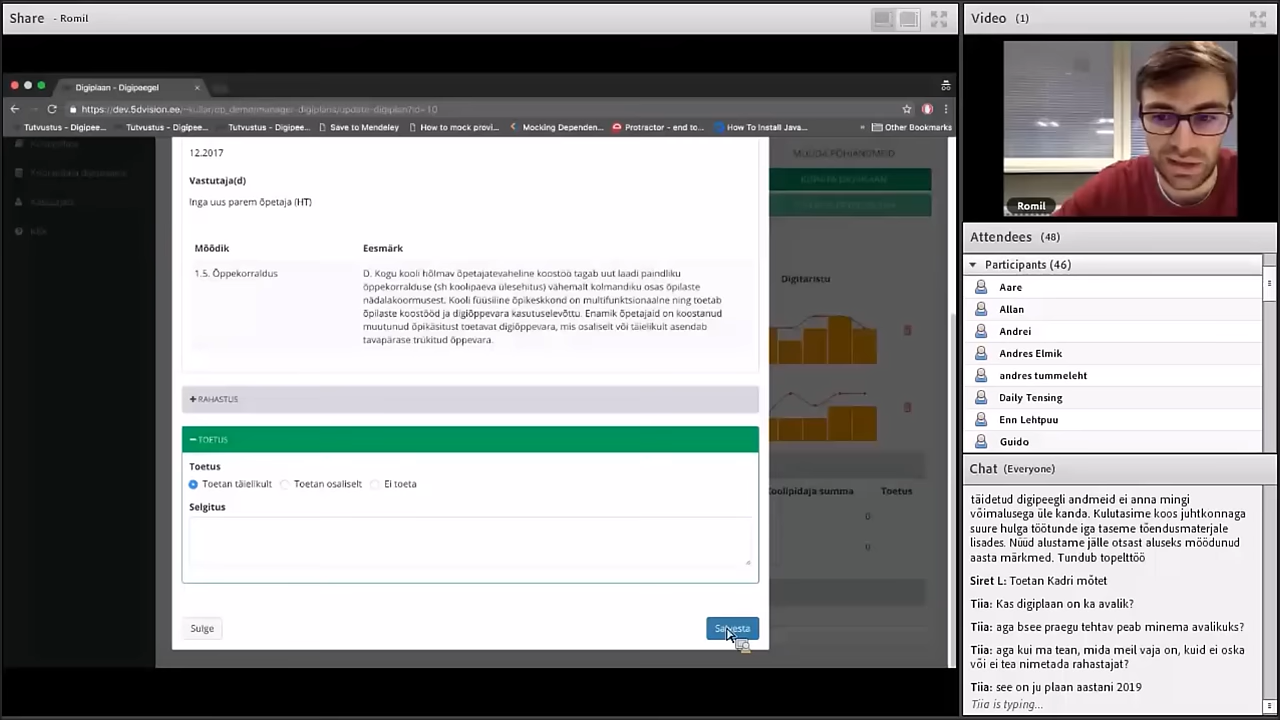 Share - Romil
Digiplaan - Digipeegel
https://dev.5dvision.ee/
Tutvustus - Digipee...
Tutvustus - Digipee...
Tutvustus - Digipee...
Save to Mendeley
How to mock provi...
Mocking Dependen...
Protractor - end to...
How To Install Java...
»
Other Bookmarks
12.2017
Vastutaja(d)
Inga uus parem õpetaja (HT)
Mõõdik
Eesmärk
1.5. Õppekorraldus
D. Kogu kooli hõlmav õpetajatevaheline koostöö tagab uut laadi paindliku
õppekorralduse (sh koolipäeva ülesehitus) vähemalt kolmandiku osas õpilaste
nädalakoormusest. Kooli füüsiline õpikeskkond on multifunktsionaalne ning toetab
õpilaste koostööd ja digiõppevara kasutuselevõttu. Enamik õpetajaid on koostanud
muutunud õpikäsitust toetavat digiõppevara, mis osaliselt või täielikult asendab
tavapärase trükitud õppevara.
RAHASTUS
TOETUS
Toetus
Toetan täielikult
Toetan osaliselt
Ei toeta
Selgitus
Sulge
Salvesta
MUUDA PÕHIANDMEID
Digitaristu
Koolipidaja summa
Toetus
0
0
Video (1)
Romil
Attendees (48)
Participants (46)
Aare
Allan
Andrei
Andres Elmik
andres tummeleht
Daily Tensing
Enn Lehtpuu
Guido
Chat (Everyone)
täidetud digipeegli andmeid ei anna mingi
võimalusega üle kanda. Kulutasime koos juhtkonnaga
suure hulga töötunde iga taseme tõendusmaterjale
lisades. Nüüd alustame jälle otsast aluseks möödunud
aasta märkmed. Tundub topelttöö
Siret L: Toetan Kadri mõtet
Tiia: Kas digiplaan on ka avalik?
Tiia: aga bsee praegu tehtav peab minema avalikuks?
Tiia: aga kui ma tean, mida meil vaja on, kuid ei oska
või ei tea nimetada rahastajat?
Tiia: see on ju plaan aastani 2019
Tiia is typing...